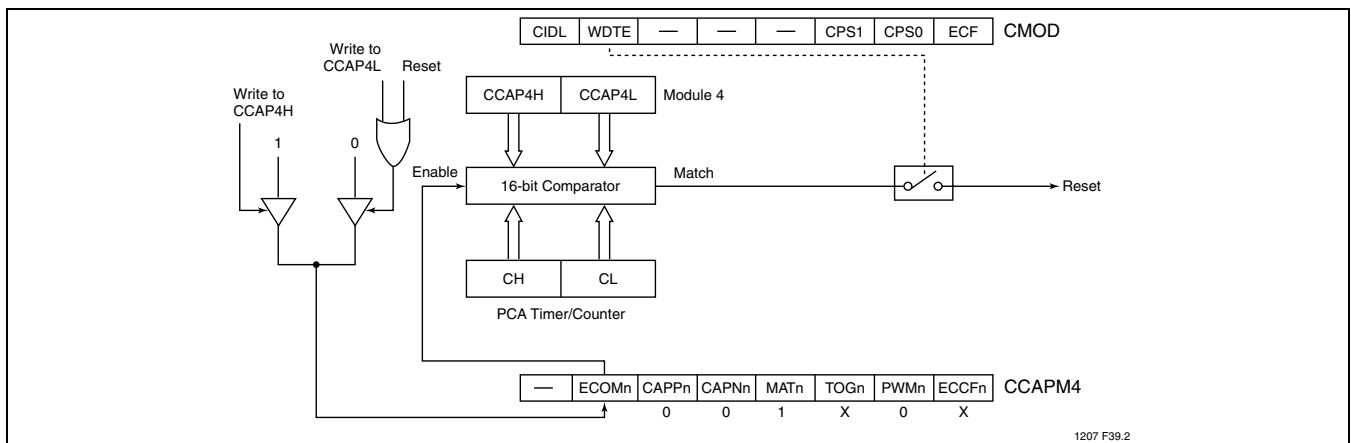 CIDL WDTE — — — CPS1 CPS0 ECF CMOD
Write to
CCAP4L Reset
Write to
CCAP4H
CCAP4H CCAP4L Module 4
1 0
Enable 16-bit Comparator Match Reset
CH CL
PCA Timer/Counter
— ECOMn CAPPn CAPNn MATn TOGn PWMn ECCFn CCAPM4
0 0 1 X 0 X
1207 F39.2